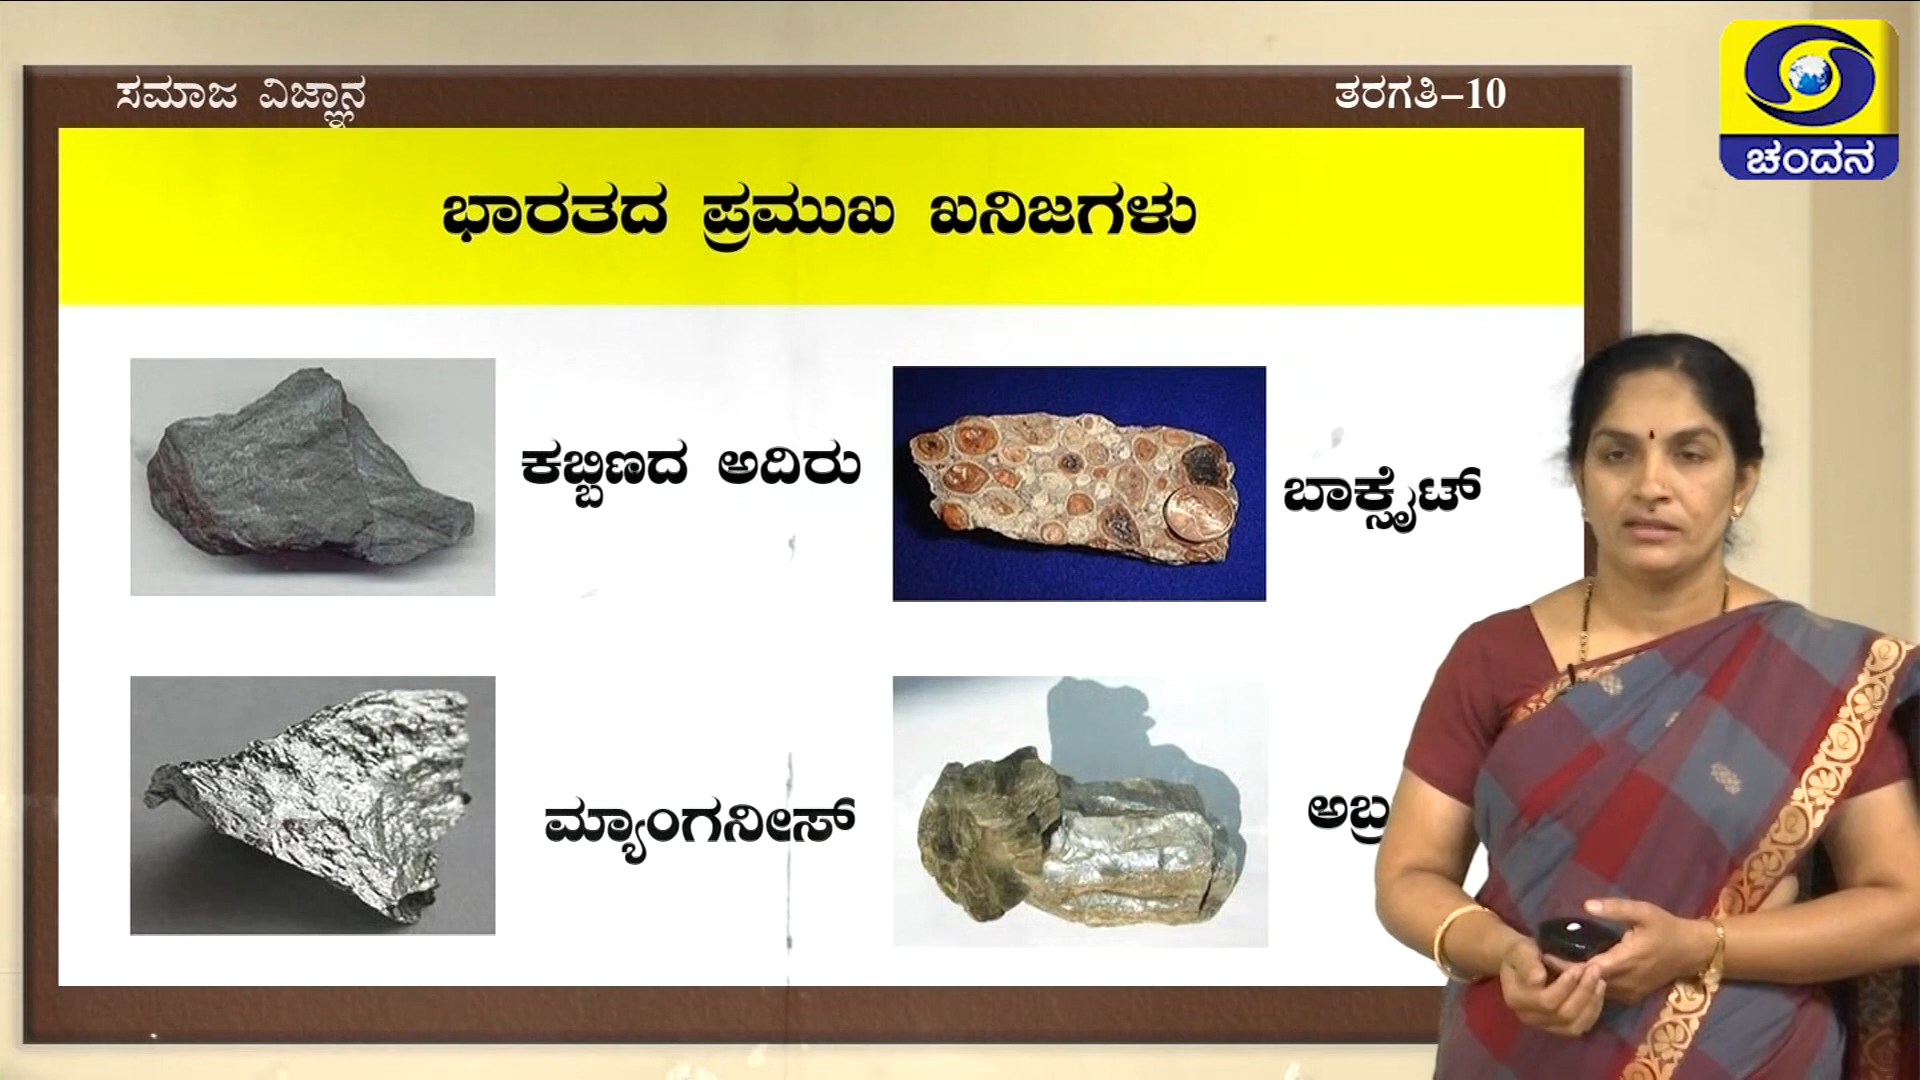 ಸಮಾಜ ವಿಜ್ಞಾನ
ತರಗತಿ-10
ಚಂದನ
ಭಾರತದ ಪ್ರಮುಖ ಖನಿಜಗಳು
ಕಬ್ಬಿಣದ ಅದಿರು
ಬಾಕ್ಸೈಟ್
ಮ್ಯಾಂಗನೀಸ್